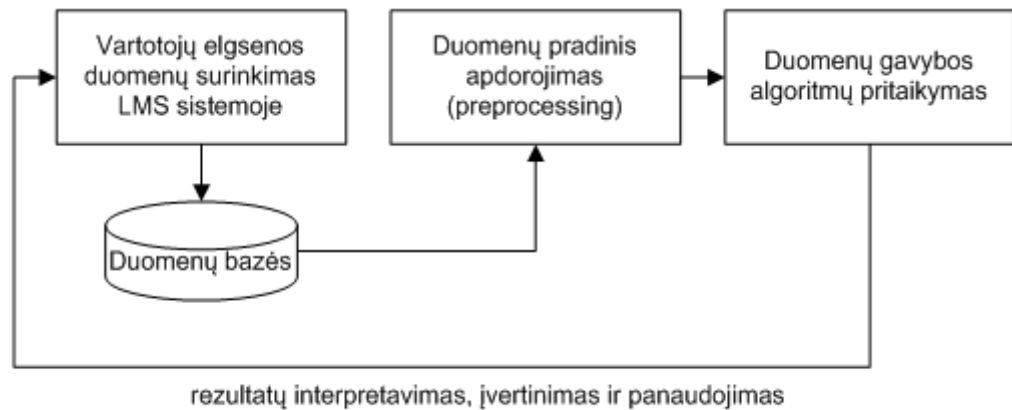 Vartotojų elgsenos
duomenų surinkimas
LMS sistemoje
Duomenų pradinis
apdorojimas
(preprocessing)
Duomenų gavybos
algoritmų pritaikymas
Duomenų bazės
rezultatų interpretavimas, įvertinimas ir panaudojimas